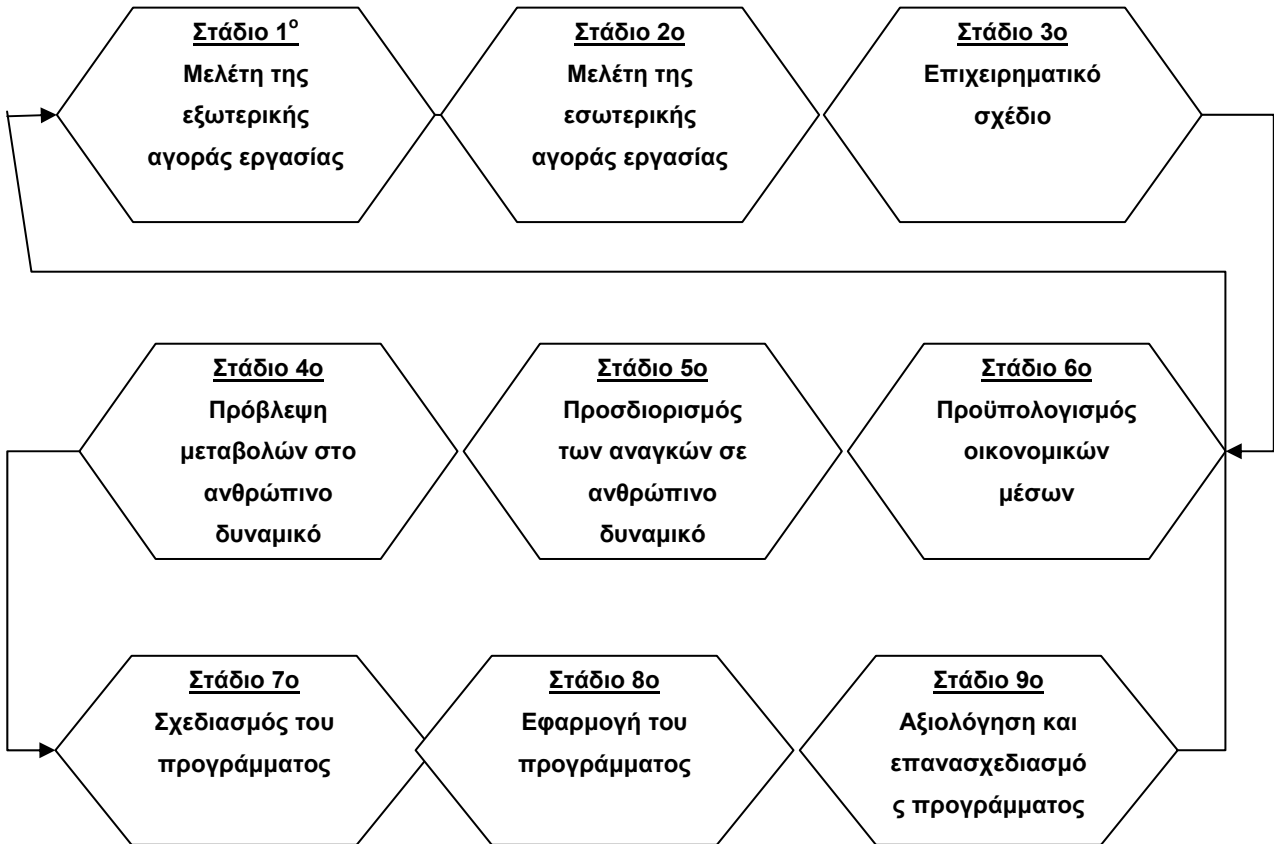 Στάδιο 1ο
Μελέτη της
εξωτερικής
αγοράς εργασίας
Στάδιο 2ο
Μελέτη της
εσωτερικής
αγοράς εργασίας
Στάδιο 3ο
Επιχειρηματικό
σχέδιο
Στάδιο 4ο
Πρόβλεψη
μεταβολών στο
ανθρώπινο
δυναμικό
Στάδιο 5ο
Προσδιορισμός
των αναγκών σε
ανθρώπινο
δυναμικό
Στάδιο 6ο
Προϋπολογισμός
οικονομικών
μέσων
Στάδιο 7ο
Σχεδιασμός του
προγράμματος
Στάδιο 8ο
Εφαρμογή του
προγράμματος
Στάδιο 9ο
Αξιολόγηση και
επανασχεδιασμό
ς προγράμματος